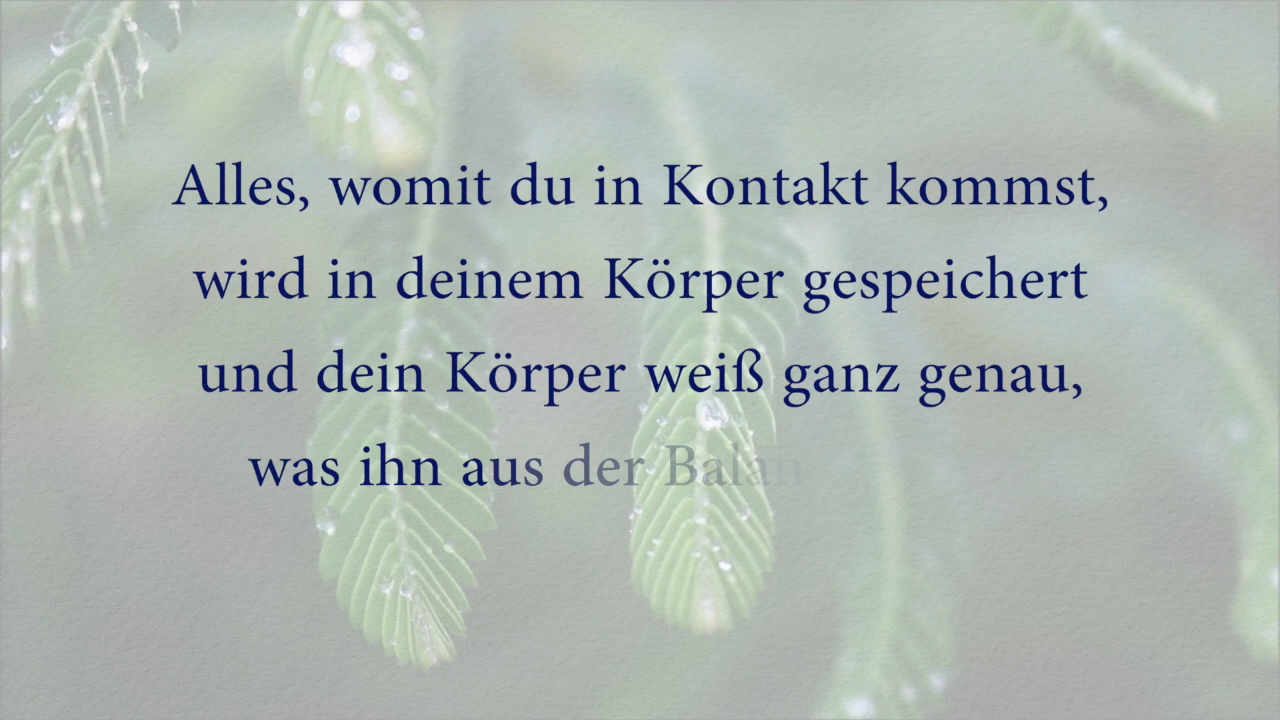 Alles, womit du in Kontakt kommst,
wird in deinem Körper gespeichert
und dein Körper weiß ganz genau,
was ihn aus der Balan